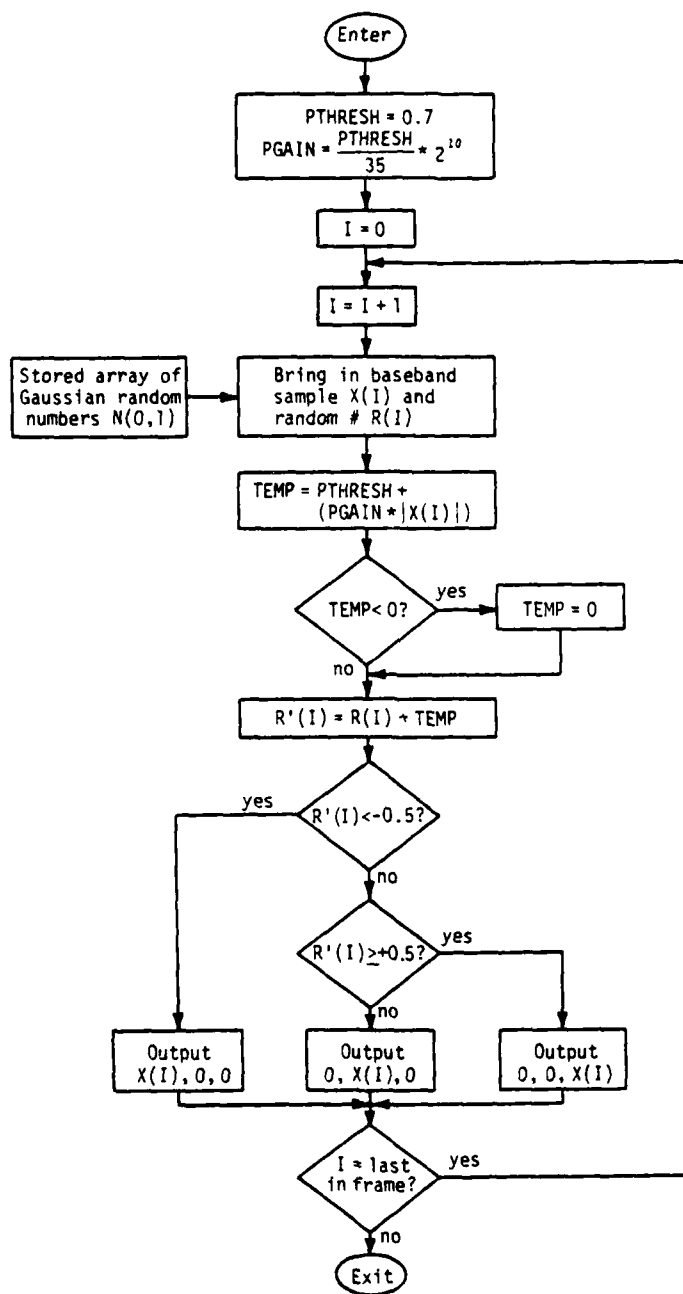 Enter
PTHRESH = 0.7
PGAIN = PTHRESH / 35 * 2^10
I = 0
I = I + 1
Stored array of
Gaussian random
numbers N(0,1)
Bring in baseband
sample X(I) and
random # R(I)
TEMP = PTHRESH +
(PGAIN * |X(I)|)
TEMP < 0?
yes
TEMP = 0
no
R'(I) = R(I) + TEMP
yes
R'(I)<-0.5?
no
R'(I)≥+0.5?
yes
no
Output
X(I), 0, 0
Output
0, X(I), 0
Output
0, 0, X(I)
I = last
in frame?
yes
no
Exit